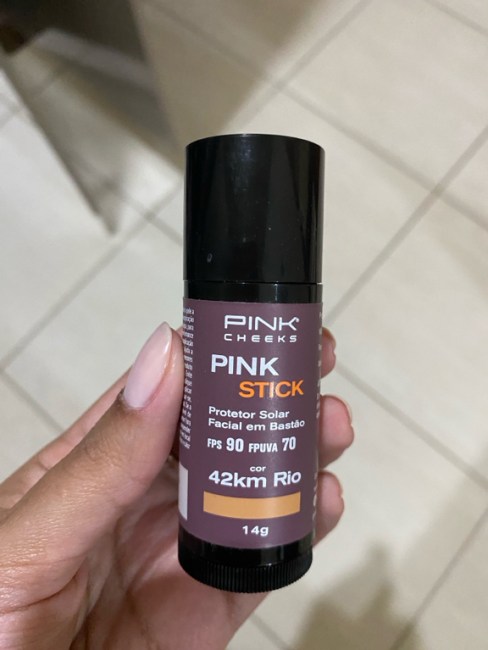 PINK
CHEEKS
PINK
STICK
Protetor Solar
Facial em Bastão
FPS 90 FPUVA 70
cor
42km Rio
14g